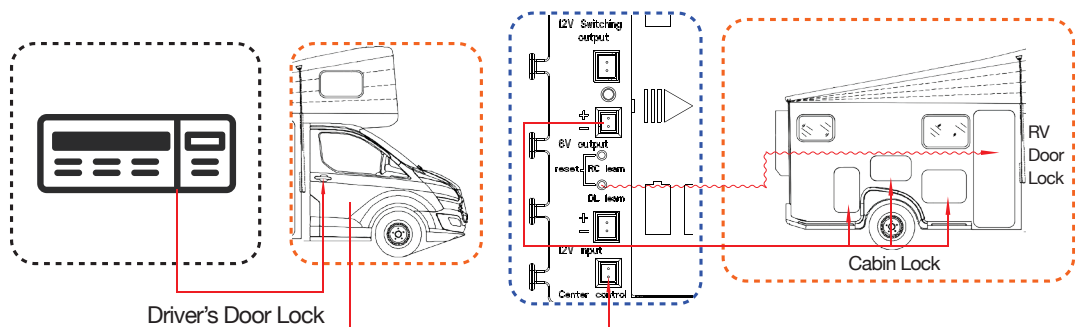 12V Switching
output
+
−
6V output
reset
RC learn
DL learn
+
−
12V input
Center control
RV
Door
Lock
Cabin Lock
Driver's Door Lock